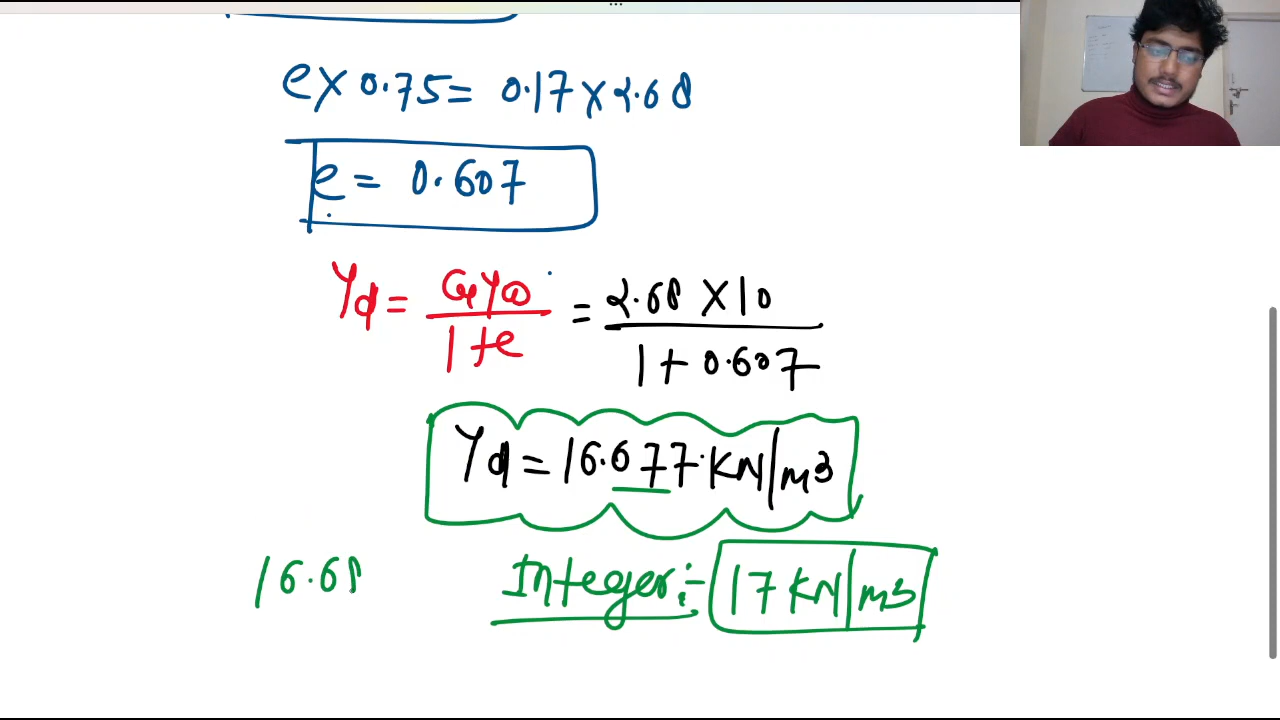 e × 0.75 = 0.17 × 2.68
e = 0.607
γd = Gγω / 1+e = 2.68 × 10 / 1 + 0.607
γd = 16.677 KN/m3
16.68 Integer:- 17 KN/m3